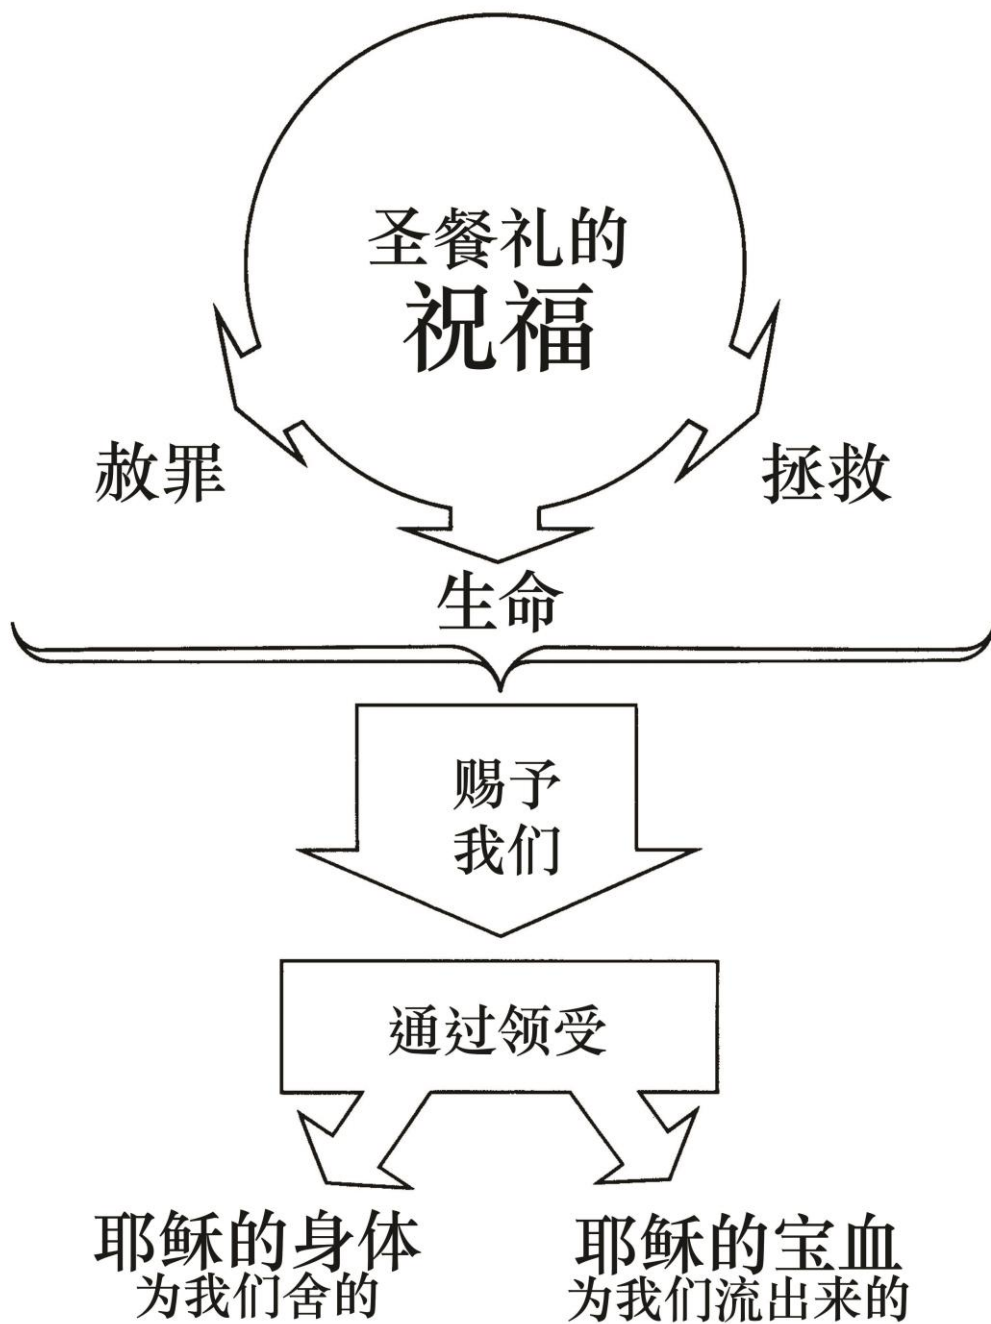 圣餐礼的
祝福
赦罪
拯救
生命
赐予
我们
通过领受
耶稣的身体
为我们舍的
耶稣的宝血
为我们流出来的